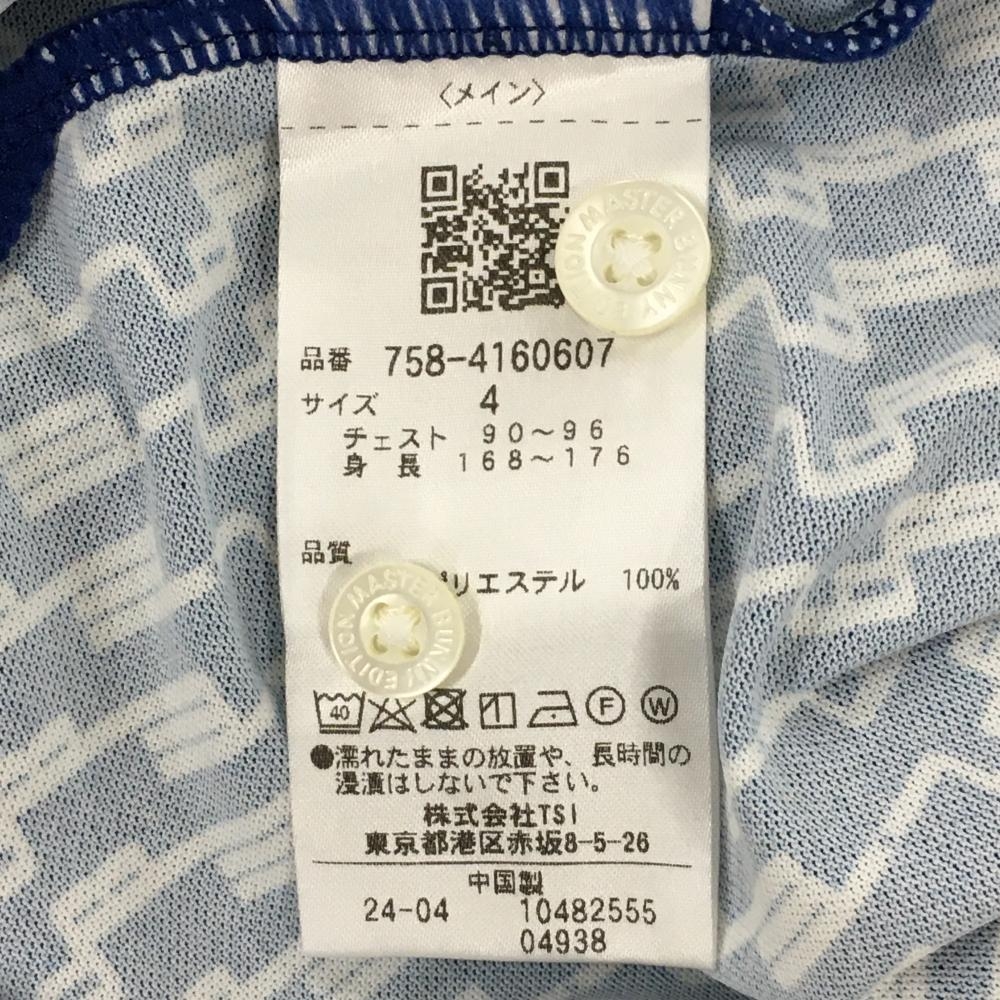 〈メイン〉
MASTER BUNNY EDITION
品番 758-4160607
サイズ 4
チェスト 90~96
身長 168~176
品質
リエステル 100%
MASTER BUNNY EDITION
40 F W
●濡れたままの放置や、長時間の
浸漬はしないで下さい。
株式会社TSI
東京都港区赤坂8-5-26
中国製
24-04 10482555
04938